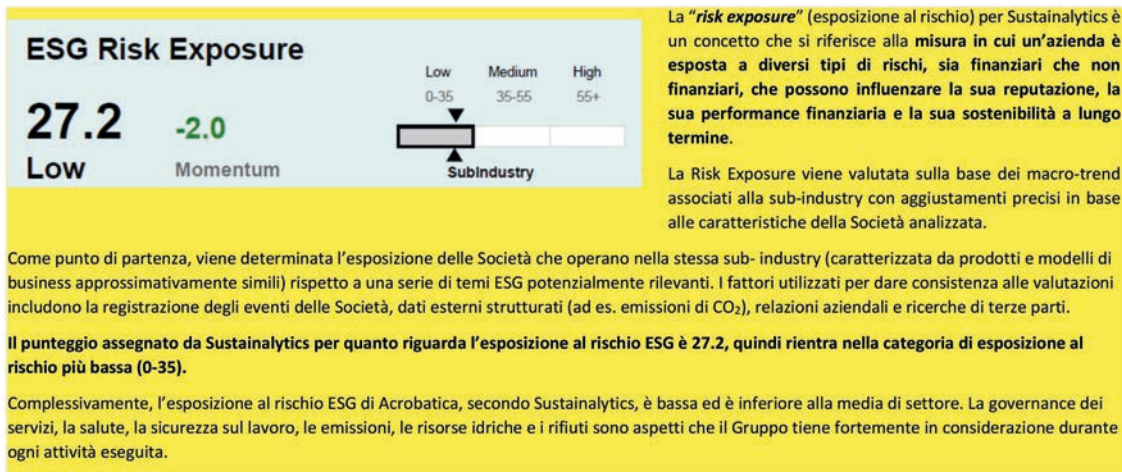 ESG Risk Exposure
Low Medium High
0-35 35-55 55+
27.2 -2.0
Low Momentum
SubIndustry
La “risk exposure” (esposizione al rischio) per Sustainalytics è
un concetto che si riferisce alla misura in cui un’azienda è
esposta a diversi tipi di rischi, sia finanziari che non
finanziari, che possono influenzare la sua reputazione, la
sua performance finanziaria e la sua sostenibilità a lungo
termine.
La Risk Exposure viene valutata sulla base dei macro-trend
associati alla sub-industry con aggiustamenti precisi in base
alle caratteristiche della Società analizzata.
Come punto di partenza, viene determinata l’esposizione delle Società che operano nella stessa sub- industry (caratterizzata da prodotti e modelli di
business approssimativamente simili) rispetto a una serie di temi ESG potenzialmente rilevanti. I fattori utilizzati per dare consistenza alle valutazioni
includono la registrazione degli eventi delle Società, dati esterni strutturati (ad es. emissioni di CO₂), relazioni aziendali e ricerche di terze parti.
Il punteggio assegnato da Sustainalytics per quanto riguarda l’esposizione al rischio ESG è 27.2, quindi rientra nella categoria di esposizione al
rischio più bassa (0-35).
Complessivamente, l’esposizione al rischio ESG di Acrobatica, secondo Sustainalytics, è bassa ed è inferiore alla media di settore. La governance dei
servizi, la salute, la sicurezza sul lavoro, le emissioni, le risorse idriche e i rifiuti sono aspetti che il Gruppo tiene fortemente in considerazione durante
ogni attività eseguita.